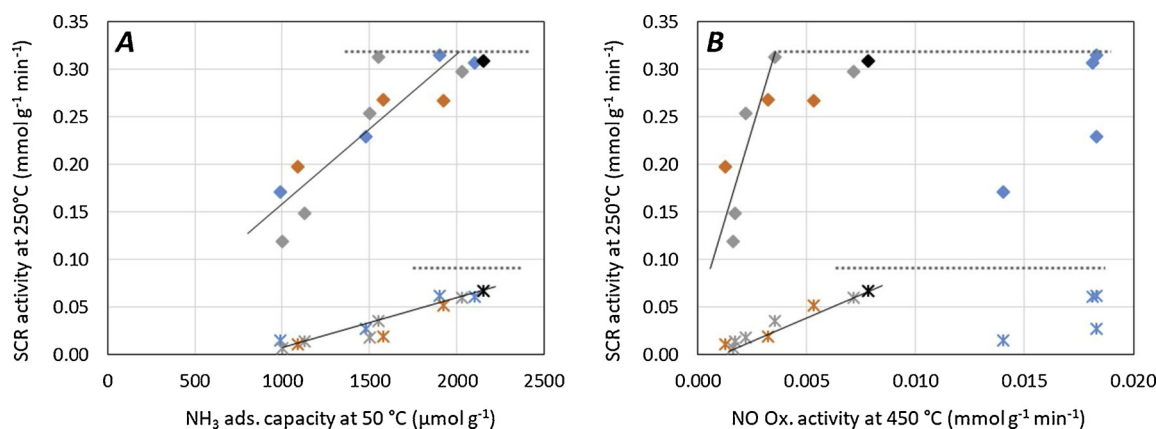 A
SCR activity at 250°C (mmol g-1 min-1)
0.35
0.30
0.25
0.20
0.15
0.10
0.05
0.00
0 500 1000 1500 2000 2500
NH3 ads. capacity at 50 °C (µmol g-1)
B
SCR activity at 250°C (mmol g-1 min-1)
0.35
0.30
0.25
0.20
0.15
0.10
0.05
0.00
0.000 0.005 0.010 0.015 0.020
NO Ox. activity at 450 °C (mmol g-1 min-1)